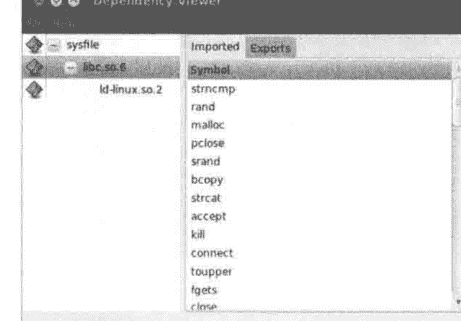 Dependency Viewer
sysfile
libc.so.6
ld-linux.so.2
Imported Exports
Symbol
strncmp
rand
malloc
pclose
srand
bcopy
strcat
accept
kill
connect
toupper
fgets
close